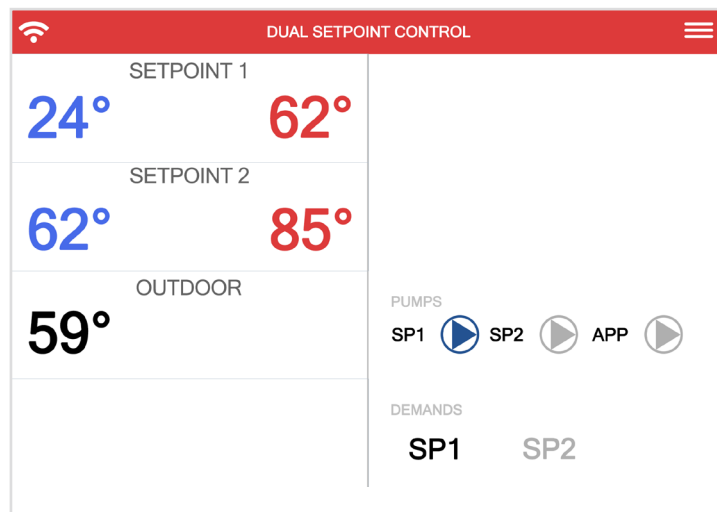 DUAL SETPOINT CONTROL
SETPOINT 1
24° 62°
SETPOINT 2
62° 85°
OUTDOOR
59°
PUMPS
SP1 SP2 APP
DEMANDS
SP1 SP2